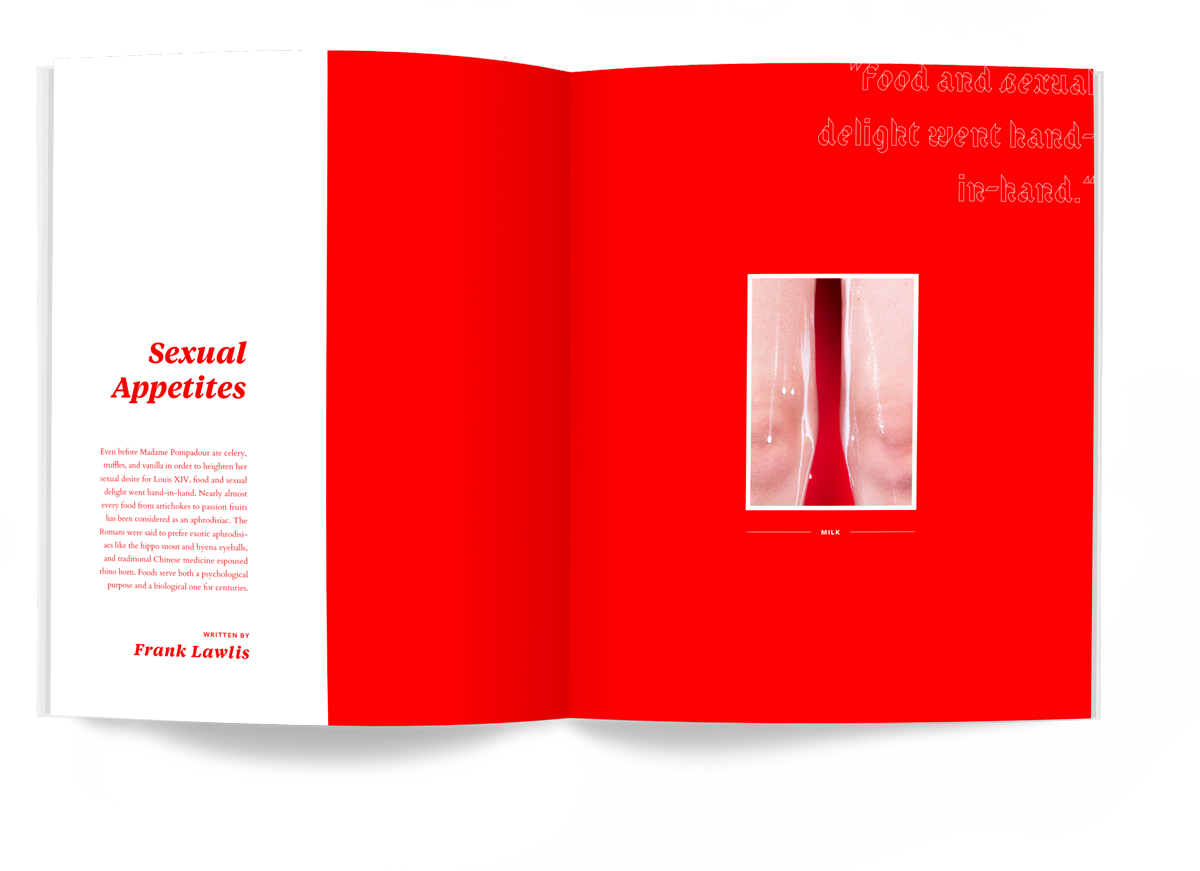 Sexual
Appetites
Even before Madame Pompadour ate celery,
truffles, and vanilla in order to heighten her
sexual desire for Louis XIV, food and sexual
delight went hand-in-hand. Nearly almost
every food from artichokes to passion fruits
has been considered as an aphrodisiac. The
Romans were said to prefer exotic aphrodisi-
acs like the hippo snout and hyena eyeballs,
and traditional Chinese medicine espoused
rhino horn. Foods serve both a psychological
purpose and a biological one for centuries.
WRITTEN BY
Frank Lawlis
"Food and sexual
delight went hand-
in-hand."
MILK